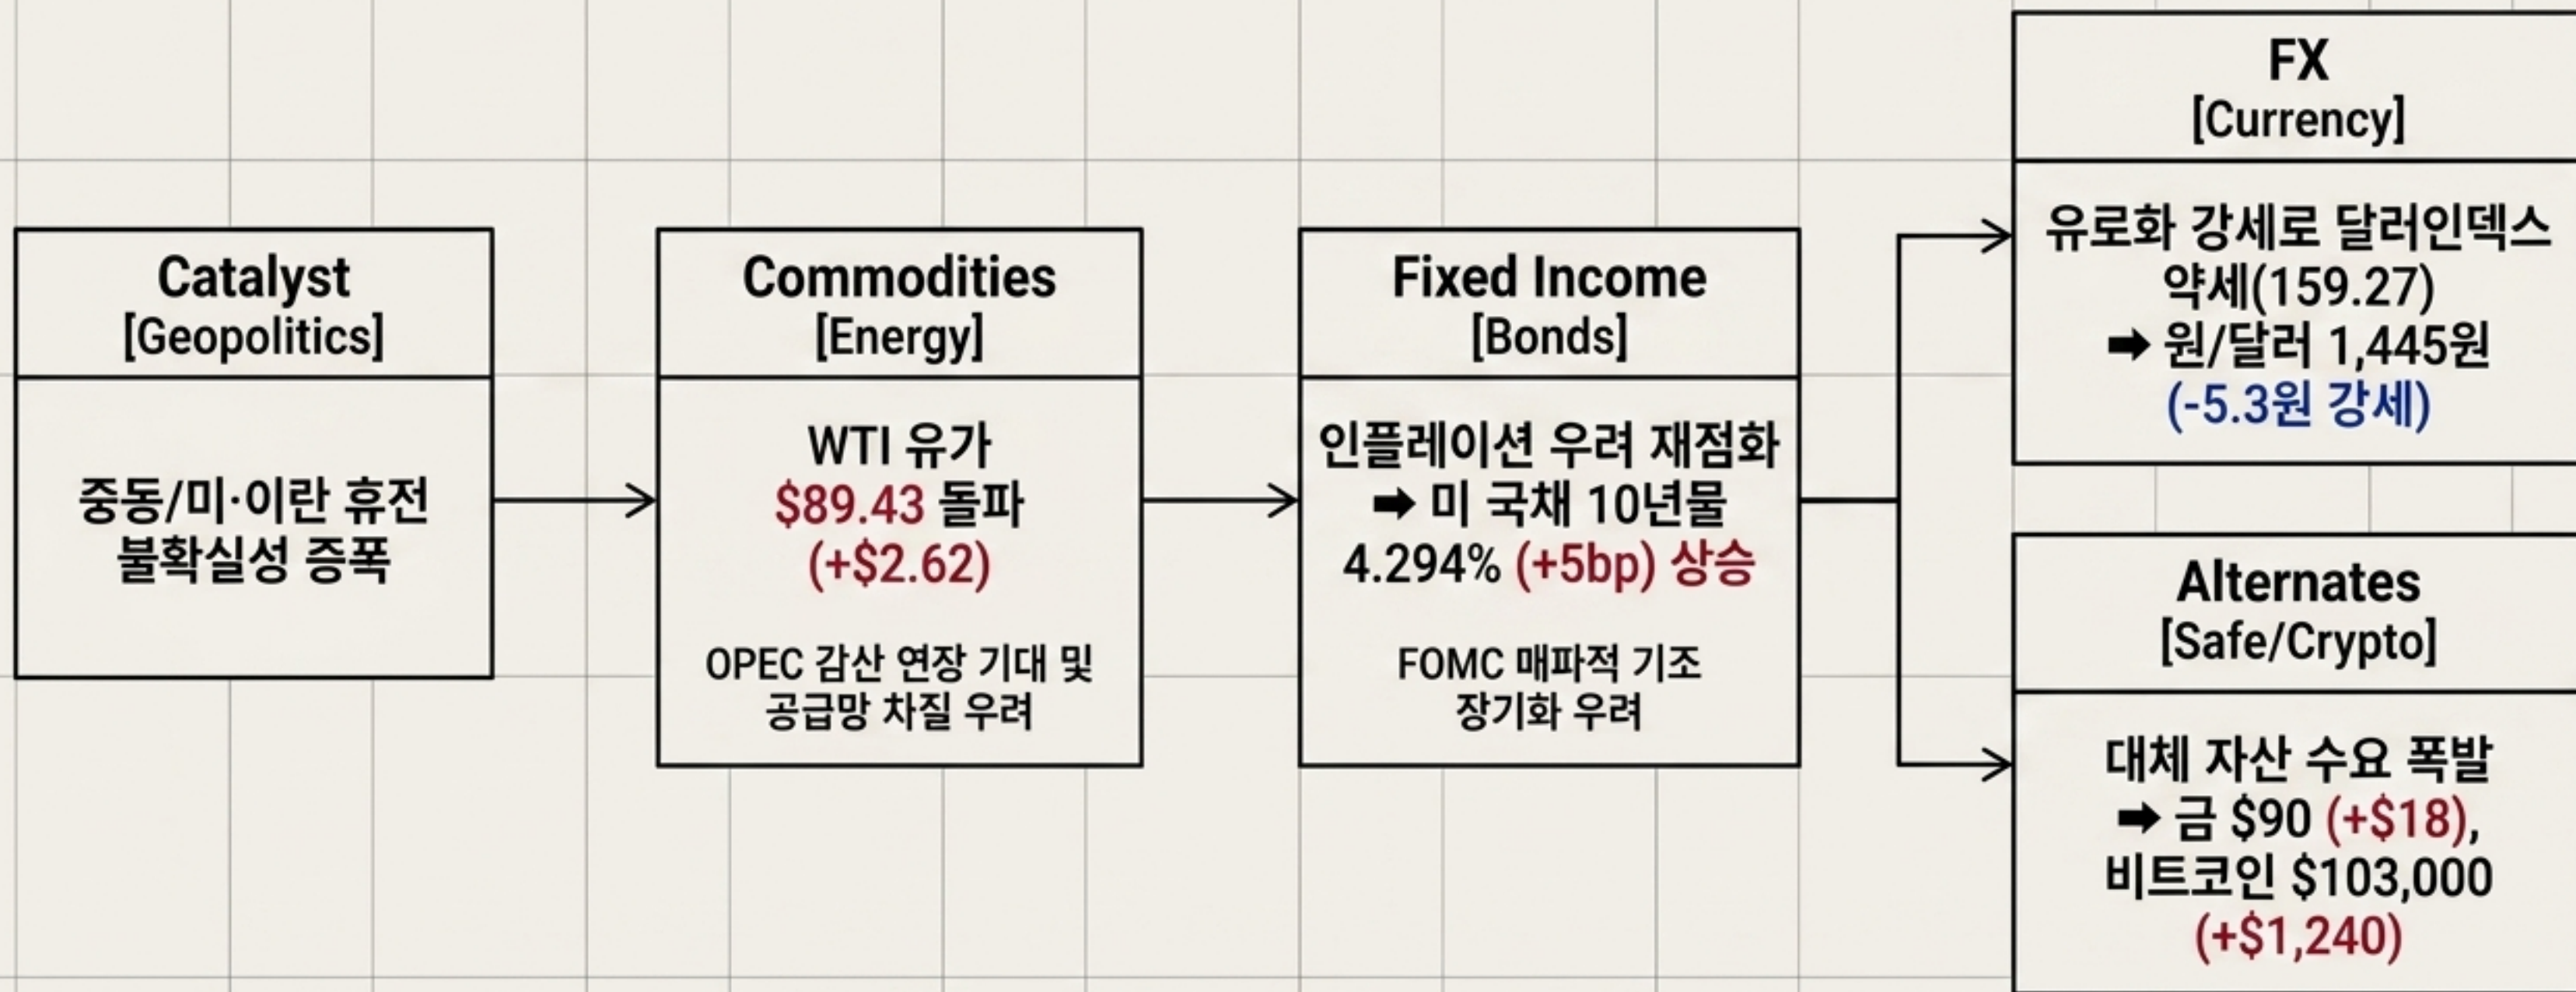 Catalyst
[Geopolitics]
중동/미·이란 휴전
불확실성 증폭
Commodities
[Energy]
WTI 유가
$89.43 돌파
(+$2.62)
OPEC 감산 연장 기대 및
공급망 차질 우려
Fixed Income
[Bonds]
인플레이션 우려 재점화
➡ 미 국채 10년물
4.294% (+5bp) 상승
FOMC 매파적 기조
장기화 우려
FX
[Currency]
유로화 강세로 달러인덱스
약세(159.27)
➡ 원/달러 1,445원
(-5.3원 강세)
Alternates
[Safe/Crypto]
대체 자산 수요 폭발
➡ 금 $90 (+$18),
비트코인 $103,000
(+$1,240)